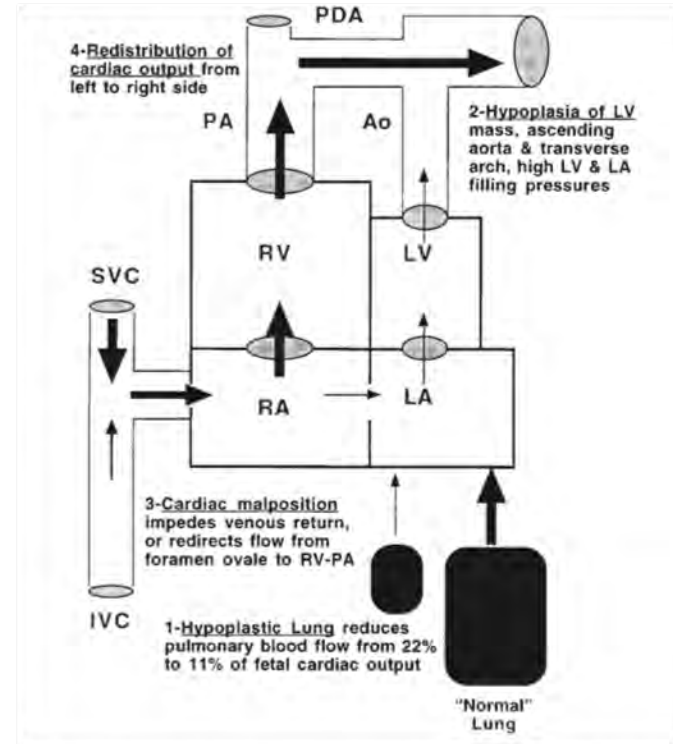 PDA
4-Redistribution of
cardiac output from
left to right side
PA
Ao
2-Hypoplasia of LV
mass, ascending
aorta & transverse
arch, high LV & LA
filling pressures
RV
LV
SVC
RA
LA
3-Cardiac malposition
impedes venous return,
or redirects flow from
foramen ovale to RV-PA
IVC
1-Hypoplastic Lung reduces
pulmonary blood flow from 22%
to 11% of fetal cardiac output
"Normal"
Lung